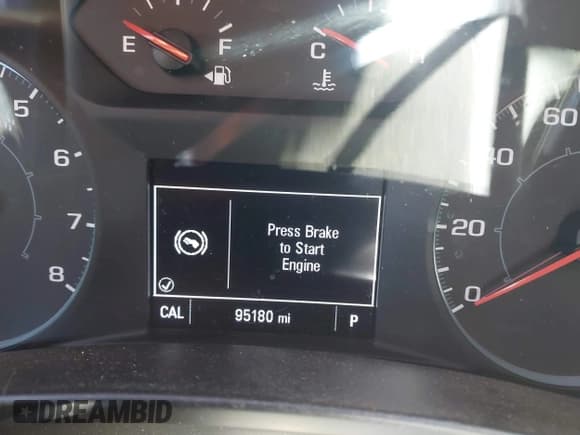 E F C H
5
6
7
8
60
40
20
0
Press Brake
to Start
Engine
CAL 95180 mi P
DREAMBID